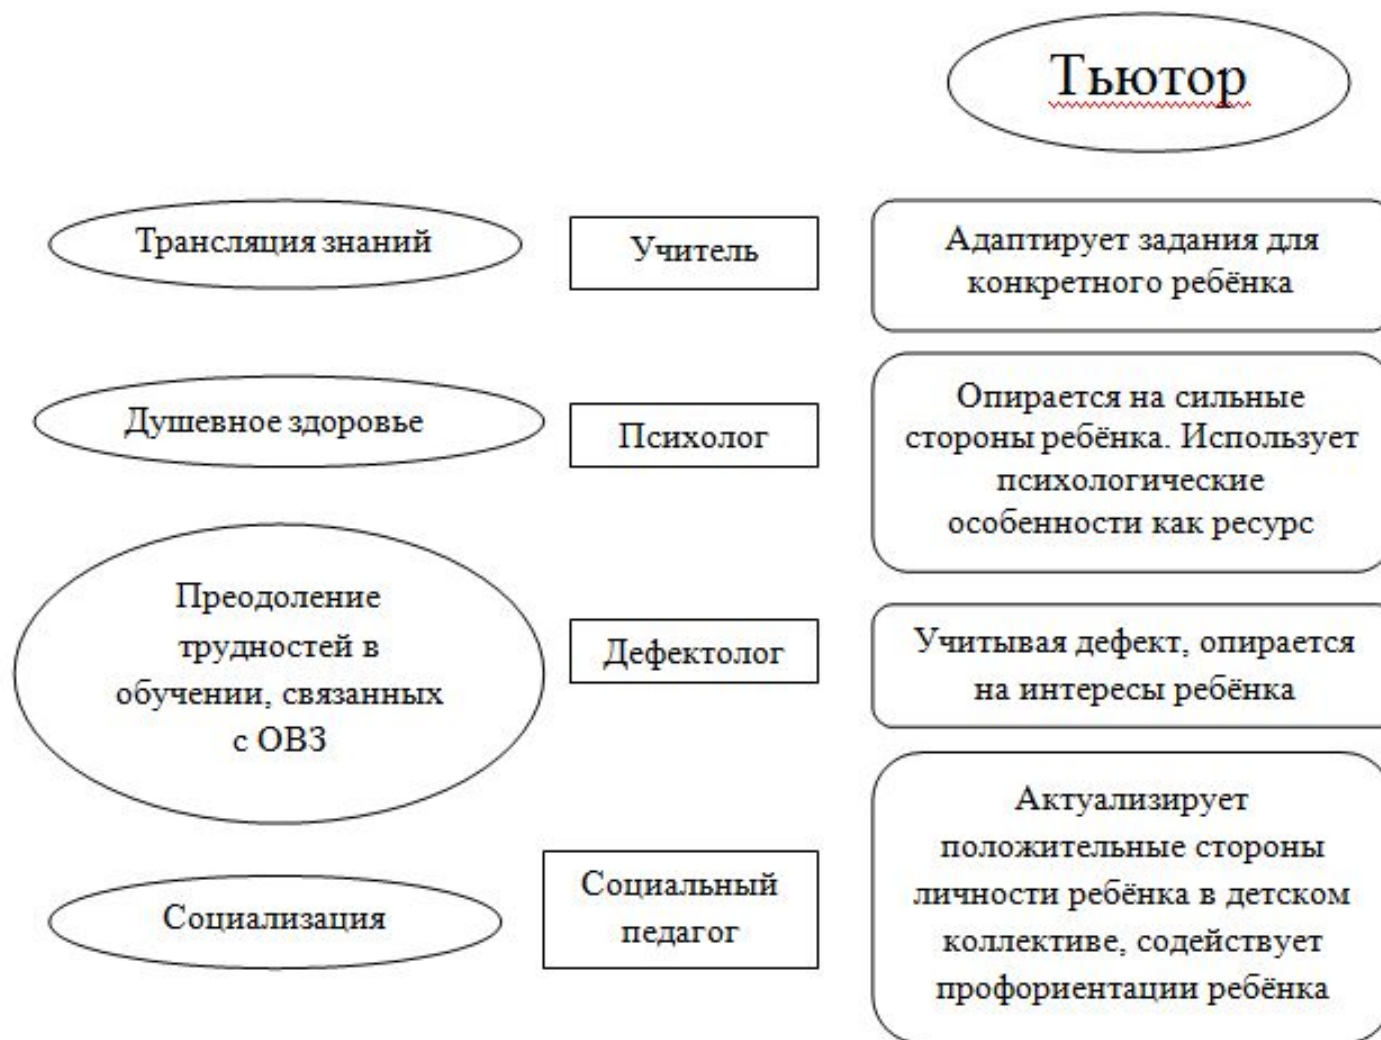 Тьютор
Трансляция знаний
Учитель
Адаптирует задания для
конкретного ребёнка
Душевное здоровье
Психолог
Опирается на сильные
стороны ребёнка. Использует
психологические
особенности как ресурс
Преодоление
трудностей в
обучении, связанных
с ОВЗ
Дефектолог
Учитывая дефект, опирается
на интересы ребёнка
Социализация
Социальный
педагог
Актуализирует
положительные стороны
личности ребёнка в детском
коллективе, содействует
профориентации ребёнка